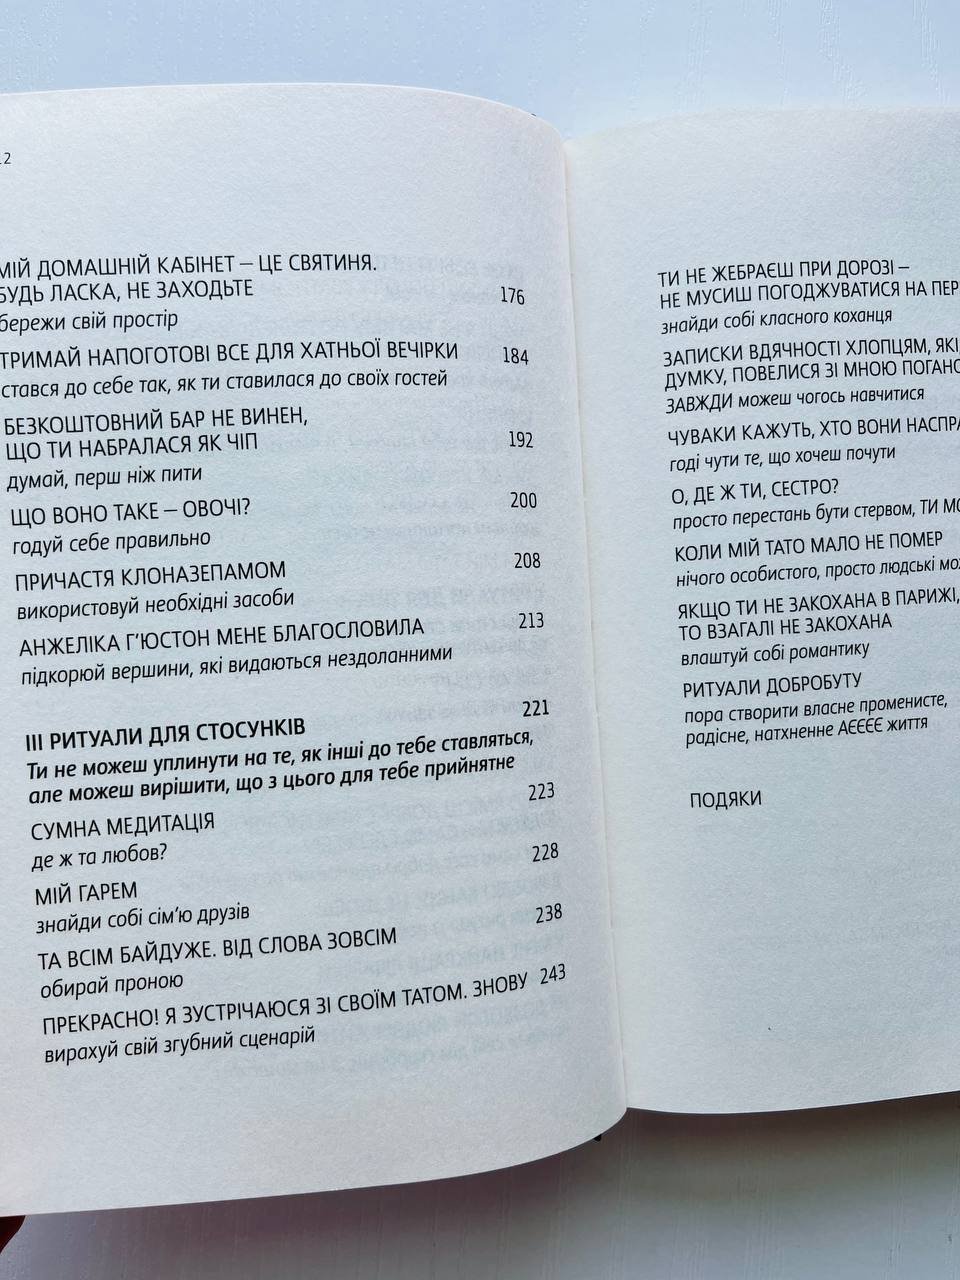 12
МІЙ ДОМАШНІЙ КАБІНЕТ – ЦЕ СВЯТИНЯ.
БУДЬ ЛАСКА, НЕ ЗАХОДЬТЕ 176
бережи свій простір
ТРИМАЙ НАПОГОТОВІ ВСЕ ДЛЯ ХАТНЬОЇ ВЕЧІРКИ 184
стався до себе так, як ти ставилася до своїх гостей
БЕЗКОШТОВНИЙ БАР НЕ ВИНЕН,
ЩО ТИ НАБРАЛАСЯ ЯК ЧІП 192
думай, перш ніж пити
ЩО ВОНО ТАКЕ – ОВОЧІ? 200
годуй себе правильно
ПРИЧАСТЯ КЛОНАЗЕПАМОМ 208
використовуй необхідні засоби
АНЖЕЛІКА Г'ЮСТОН МЕНЕ БЛАГОСЛОВИЛА 213
підкорюй вершини, які видаються нездоланними
III РИТУАЛИ ДЛЯ СТОСУНКІВ 221
Ти не можеш уплинути на те, як інші до тебе ставляться,
але можеш вирішити, що з цього для тебе прийнятне
СУМНА МЕДИТАЦІЯ 223
де ж та любов?
МІЙ ГАРЕМ 228
знайди собі сім'ю друзів
ТА ВСІМ БАЙДУЖЕ. ВІД СЛОВА ЗОВСІМ 238
обирай проною
ПРЕКРАСНО! Я ЗУСТРІЧАЮСЯ ЗІ СВОЇМ ТАТОМ. ЗНОВУ 243
вирахуй свій згубний сценарій
ТИ НЕ ЖЕБРАЄШ ПРИ ДОРОЗІ –
НЕ МУСИШ ПОГОДЖУВАТИСЯ НА ПЕР
знайди собі класного коханця
ЗАПИСКИ ВДЯЧНОСТІ ХЛОПЦЯМ, ЯКІ,
ДУМКУ, ПОВЕЛИСЯ ЗІ МНОЮ ПОГАНО
ЗАВЖДИ можеш чогось навчитися
ЧУВАКИ КАЖУТЬ, ХТО ВОНИ НАСПРА
годі чути те, що хочеш почути
О, ДЕ Ж ТИ, СЕСТРО?
просто перестань бути стервом, ТИ МО
КОЛИ МІЙ ТАТО МАЛО НЕ ПОМЕР
нічого особистого, просто людські мо
ЯКЩО ТИ НЕ ЗАКОХАНА В ПАРИЖІ,
ТО ВЗАГАЛІ НЕ ЗАКОХАНА
влаштуй собі романтику
РИТУАЛИ ДОБРОБУТУ
пора створити власне променисте,
радісне, натхненне АЄЄЄЄ життя
ПОДЯКИ